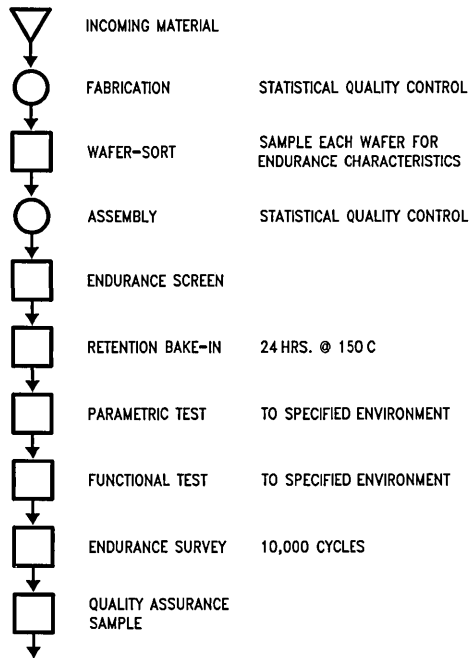 INCOMING MATERIAL
FABRICATION STATISTICAL QUALITY CONTROL
WAFER-SORT SAMPLE EACH WAFER FOR
ENDURANCE CHARACTERISTICS
ASSEMBLY STATISTICAL QUALITY CONTROL
ENDURANCE SCREEN
RETENTION BAKE-IN 24 HRS. @ 150 C
PARAMETRIC TEST TO SPECIFIED ENVIRONMENT
FUNCTIONAL TEST TO SPECIFIED ENVIRONMENT
ENDURANCE SURVEY 10,000 CYCLES
QUALITY ASSURANCE
SAMPLE